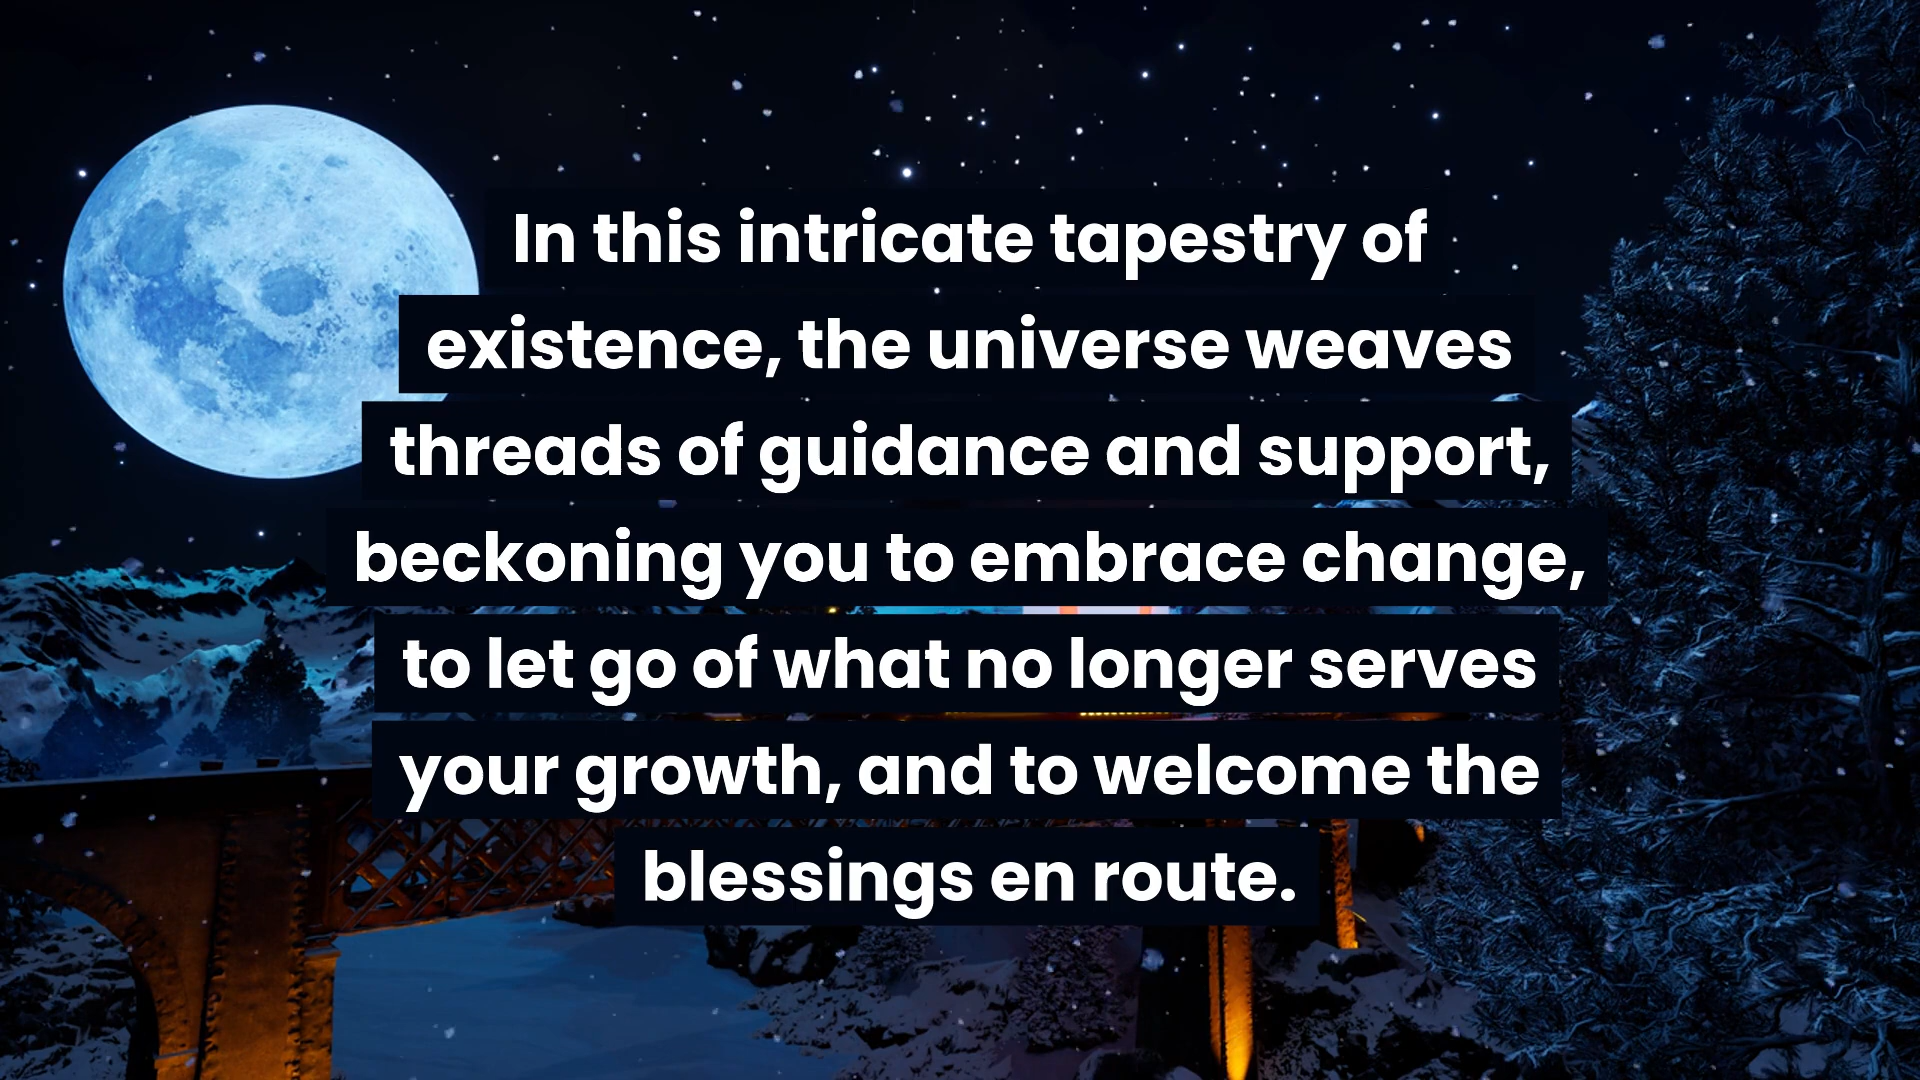 In this intricate tapestry of
existence, the universe weaves
threads of guidance and support,
beckoning you to embrace change,
to let go of what no longer serves
your growth, and to welcome the
blessings en route.